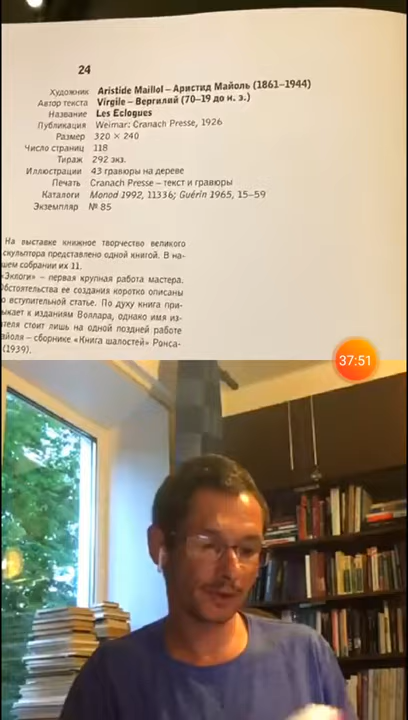 24
Художник Aristide Maillol – Аристид Майоль (1861–1944)
Автор текста Virgile – Вергилий (70–19 до н. э.)
Название Les Eclogues
Публикация Weimar: Cranach Presse, 1926
Размер 320 × 240
Число страниц 118
Тираж 292 экз.
Иллюстрации 43 гравюры на дереве
Печать Cranach Presse – текст и гравюры
Каталоги Monod 1992, 11336; Guérin 1965, 15–59
Экземпляр № 85
На выставке книжное творчество великого
скульптора представлено одной книгой. В на-
шем собрании их 11.
«Эклоги» – первая крупная работа мастера.
Обстоятельства ее создания коротко описаны
во вступительной статье. По духу книга при-
мыкает к изданиям Воллара, однако имя из-
дателя стоит лишь на одной поздней работе
Майоля – сборнике «Книга шалостей» Ронса-
(1939).
37:51